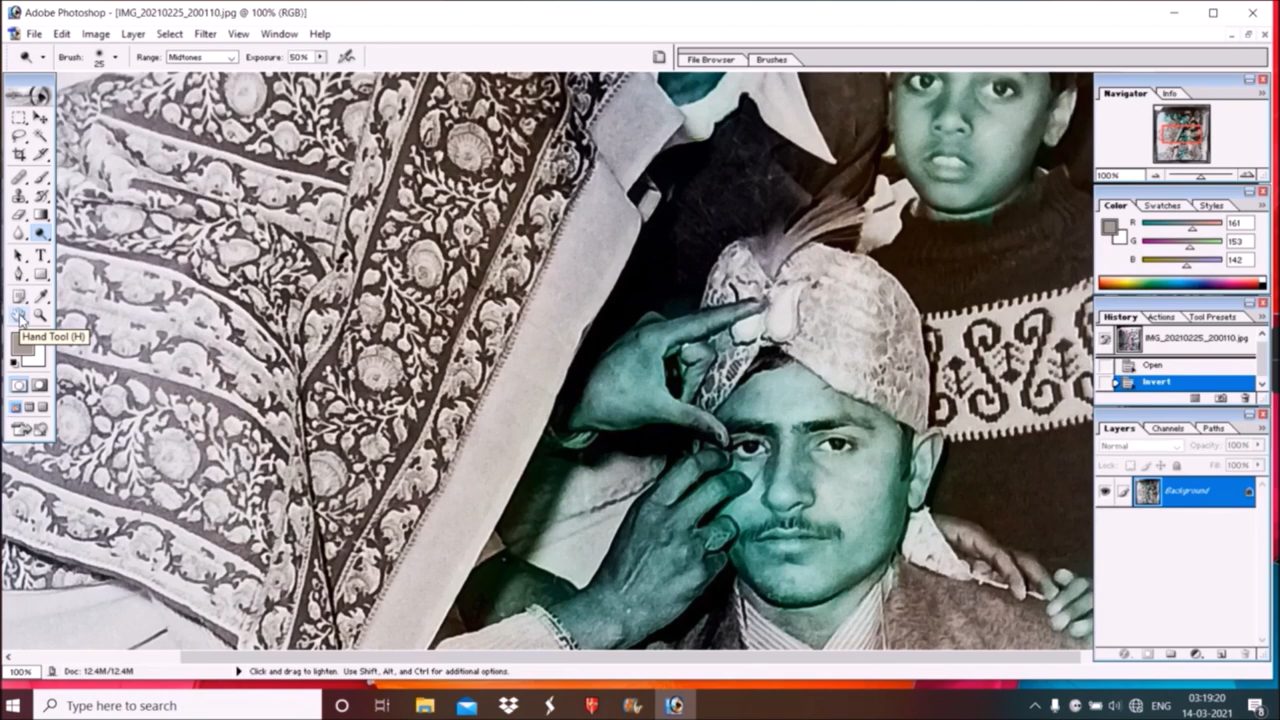 Adobe Photoshop - [IMG_20210225_200110.jpg @ 100% (RGB)]
File Edit Image Layer Select Filter View Window Help
Brush: 25 Range: Midtones Exposure: 50% File Browser Brushes
Navigator Info
100%
Color Swatches Styles
R 161
G 153
B 142
Hand Tool (H)
History Actions Tool Presets
IMG_20210225_200110.jpg
Open
Invert
Layers Channels Paths
Normal Opacity: 100%
Lock: Fill: 100%
Background
100% Doc: 12.4M/12.4M Click and drag to lighten. Use Shift, Alt, and Ctrl for additional options.
Type here to search
ENG
03:19:20
14-03-2021
8